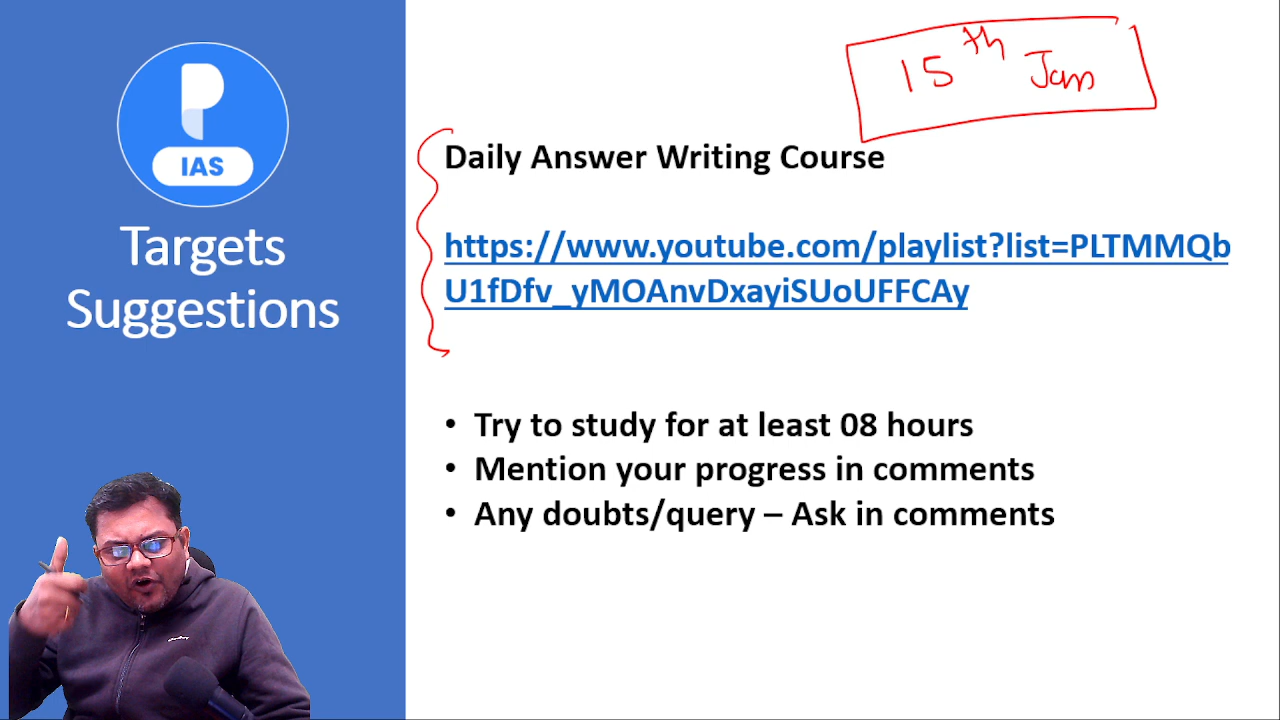 P
IAS
Targets
Suggestions
15th Jan
Daily Answer Writing Course
https://www.youtube.com/playlist?list=PLTMMQb
U1fDfv_yMOAnvDxayiSUoUFFCAy
• Try to study for at least 08 hours
• Mention your progress in comments
• Any doubts/query – Ask in comments